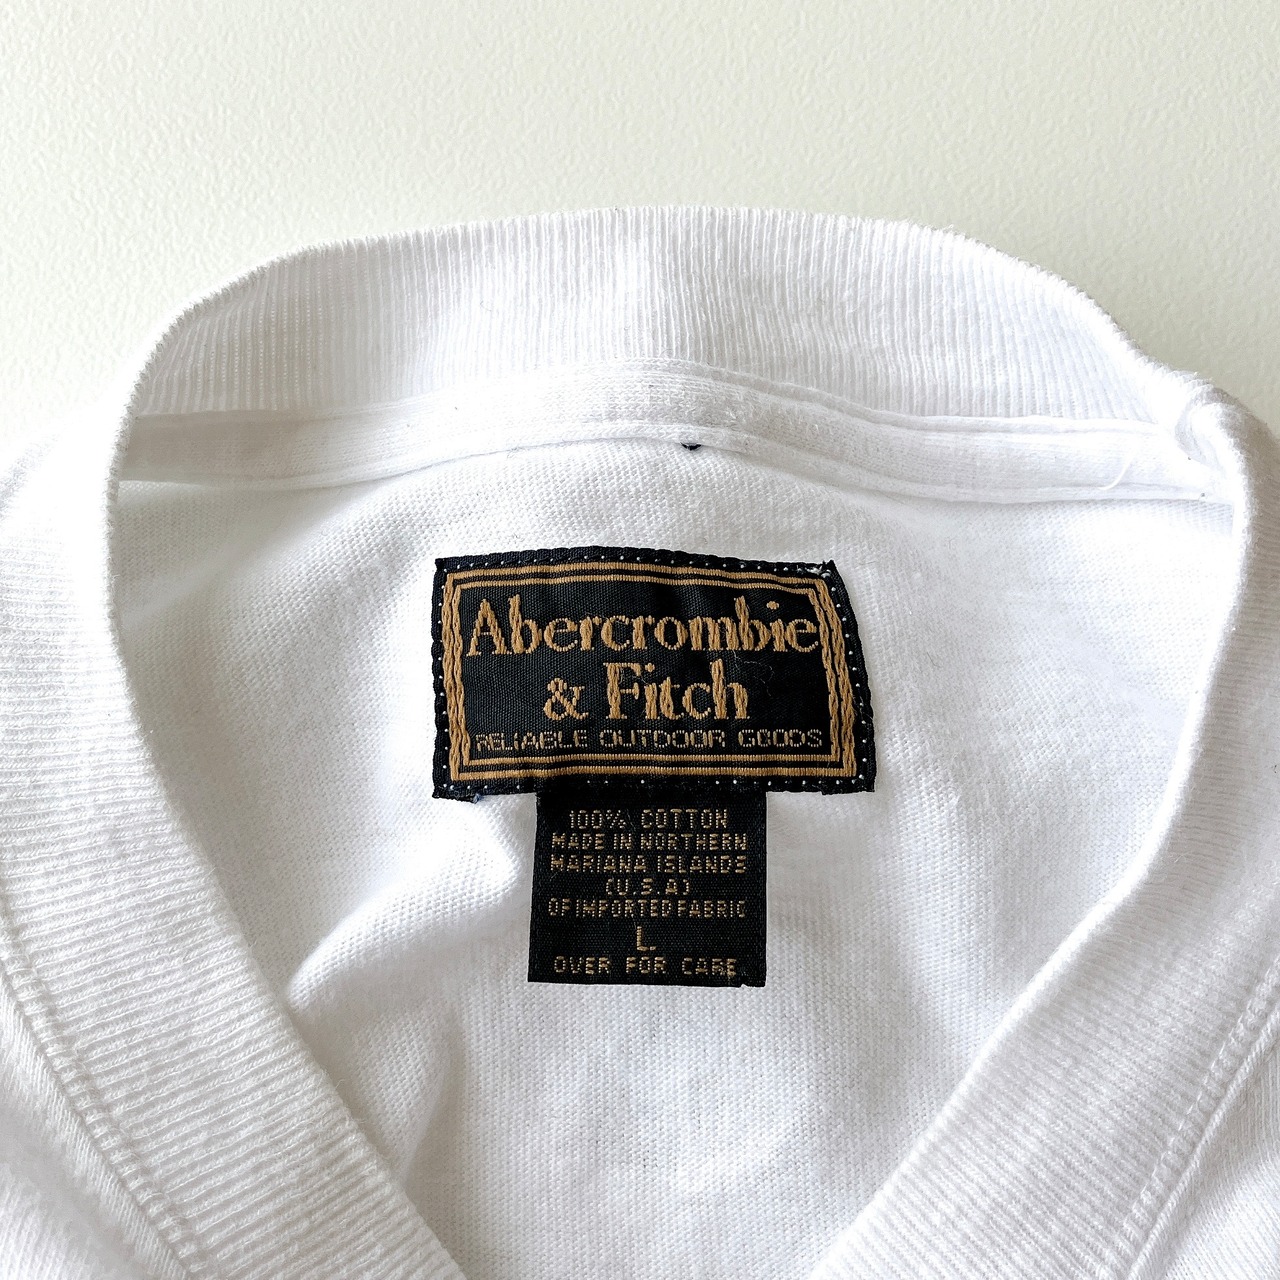 Abercrombie
& Fitch
RELIABLE OUTDOOR GOODS
100% COTTON
MADE IN NORTHERN
MARIANA ISLANDS
(U.S.A)
OF IMPORTED FABRIC
L
OVER FOR CARE